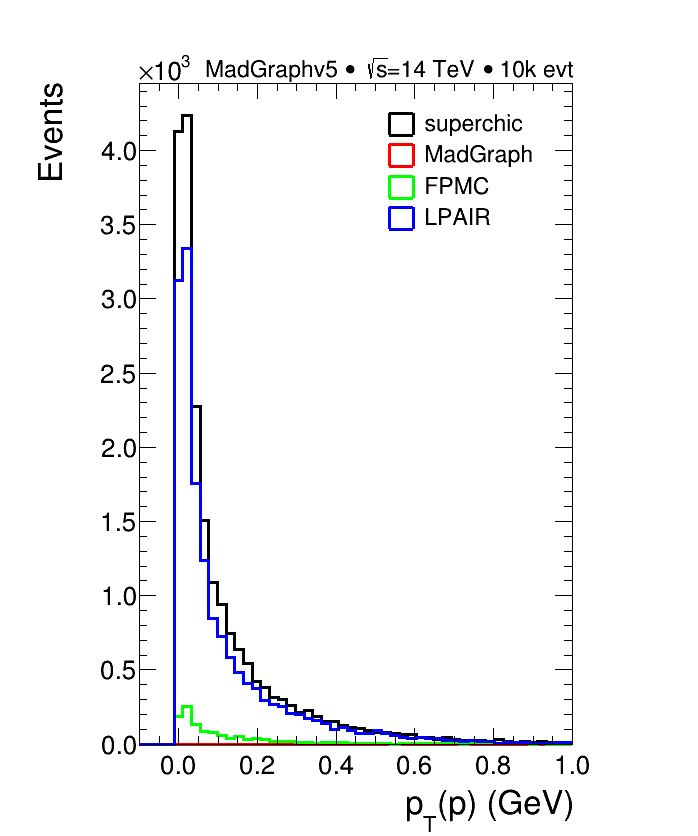 ×10³ MadGraphv5 • √s=14 TeV • 10k evt
Events
superchic
MadGraph
FPMC
LPAIR
4.0
3.5
3.0
2.5
2.0
1.5
1.0
0.5
0.0
0.0 0.2 0.4 0.6 0.8 1.0
p_T(p) (GeV)